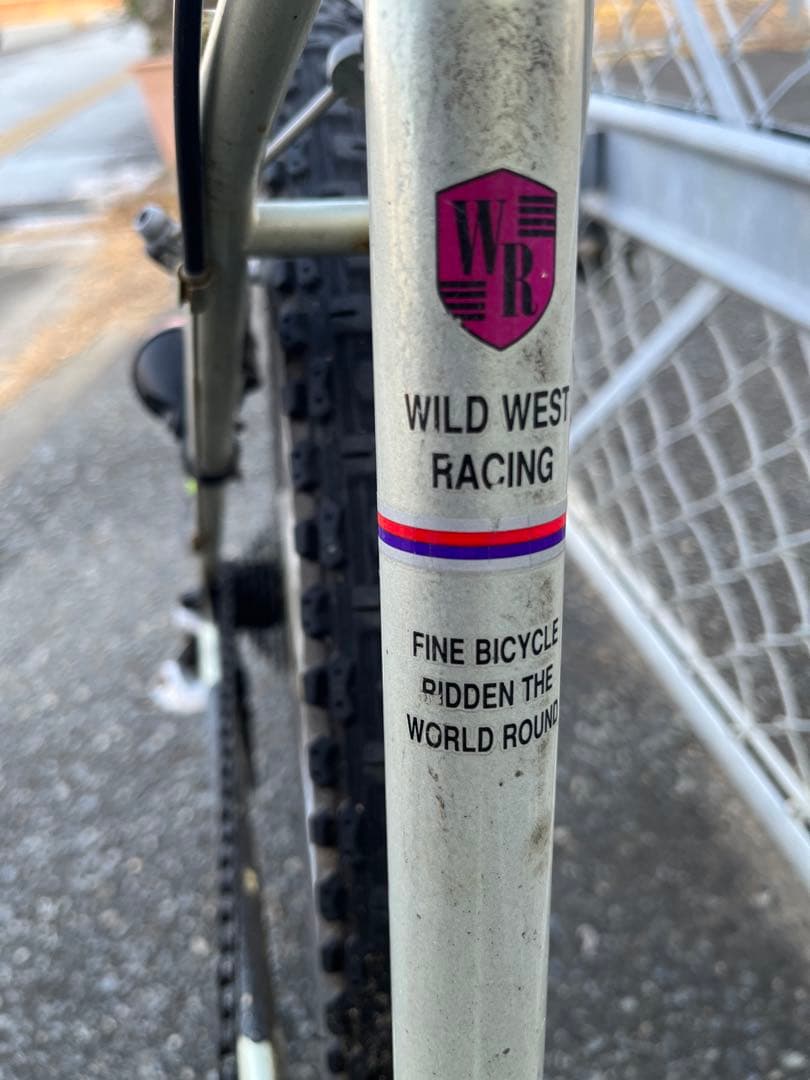 WR
WILD WEST
RACING
FINE BICYCLE
RIDDEN THE
WORLD ROUND